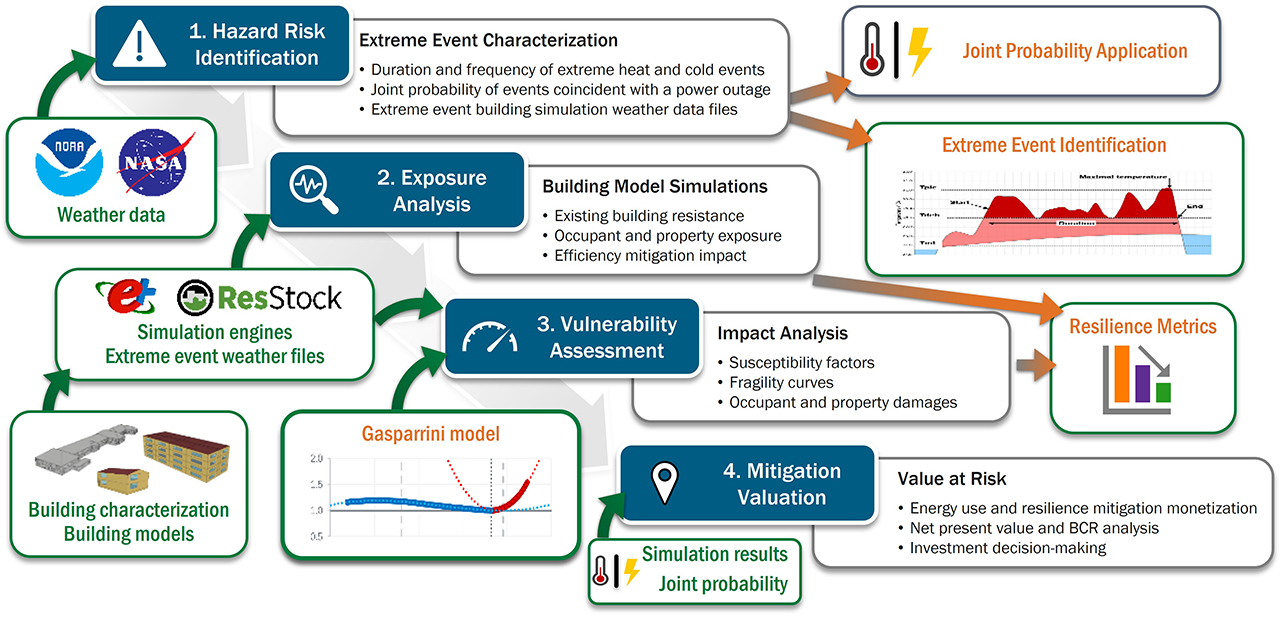 1. Hazard Risk
Identification
Extreme Event Characterization
• Duration and frequency of extreme heat and cold events
• Joint probability of events coincident with a power outage
• Extreme event building simulation weather data files
Joint Probability Application
NOAA
NASA
Weather data
Extreme Event Identification
Maximal temperature
Start
End
Duration
2. Exposure
Analysis
Building Model Simulations
• Existing building resistance
• Occupant and property exposure
• Efficiency mitigation impact
e+
ResStock
Simulation engines
Extreme event weather files
3. Vulnerability
Assessment
Impact Analysis
• Susceptibility factors
• Fragility curves
• Occupant and property damages
Resilience Metrics
Building characterization
Building models
Gasparrini model
2.0
1.5
1.0
0.5
4. Mitigation
Valuation
Value at Risk
• Energy use and resilience mitigation monetization
• Net present value and BCR analysis
• Investment decision-making
Simulation results
Joint probability